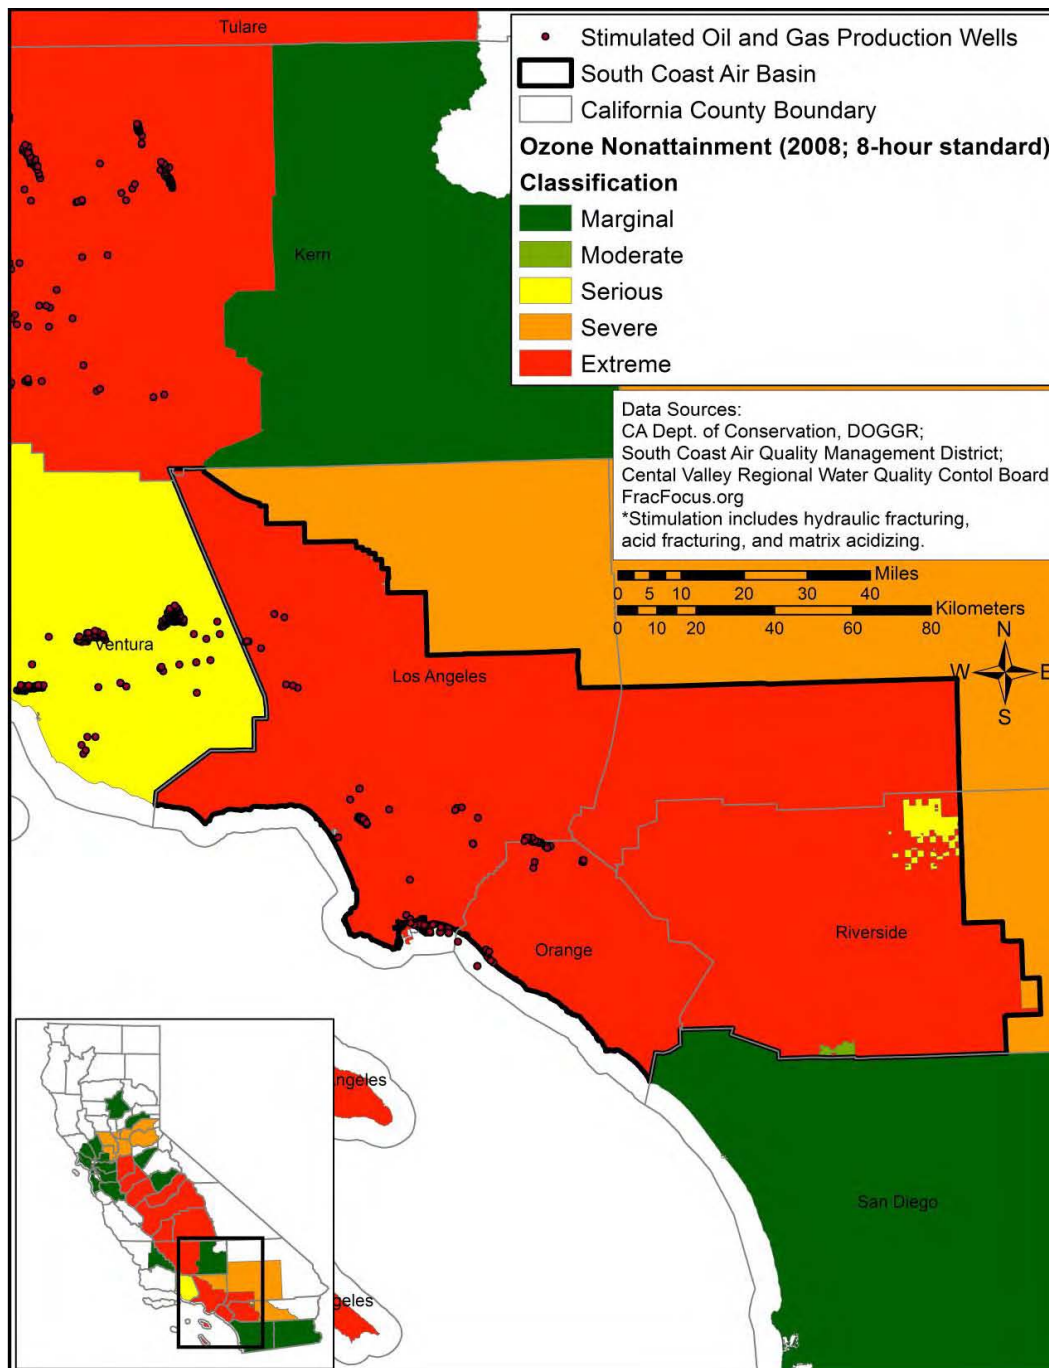 Tulare
Stimulated Oil and Gas Production Wells
South Coast Air Basin
California County Boundary
Ozone Nonattainment (2008; 8-hour standard)
Classification
Marginal
Moderate
Serious
Severe
Extreme
Kern
Data Sources:
CA Dept. of Conservation, DOGGR;
South Coast Air Quality Management District;
Cental Valley Regional Water Quality Contol Board
FracFocus.org
*Stimulation includes hydraulic fracturing,
acid fracturing, and matrix acidizing.
Miles
0 5 10 20 30 40
Kilometers
0 10 20 40 60 80
N
W E
S
Ventura
Los Angeles
Orange
Riverside
San Diego
ngeles
geles